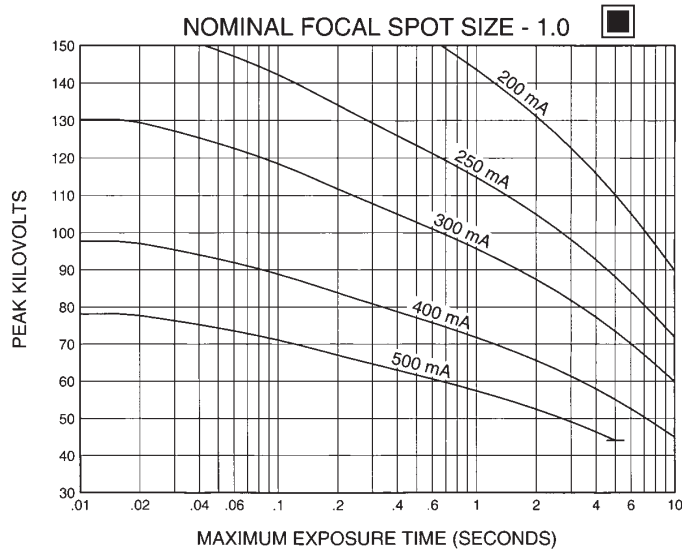 NOMINAL FOCAL SPOT SIZE - 1.0
150
140
130
120
110
100
90
80
70
60
50
40
30
PEAK KILOVOLTS
200 mA
250 mA
300 mA
400 mA
500 mA
.01 .02 .04 .06 .1 .2 .4 .6 1 2 4 6 10
MAXIMUM EXPOSURE TIME (SECONDS)